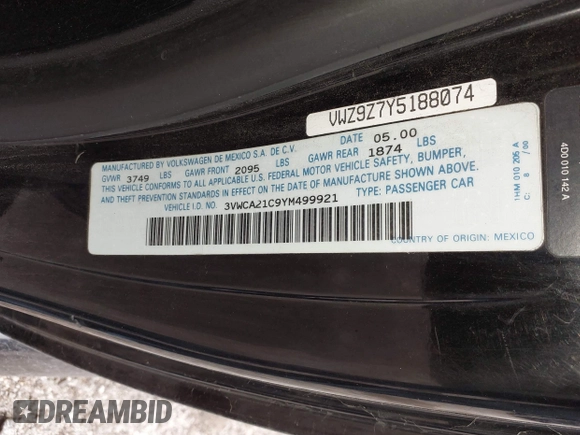 VWZ9Z7Y5188074
MANUFACTURED BY VOLKSWAGEN DE MEXICO S.A. DE C.V. DATE 05.00
GVWR 3749 LBS GAWR FRONT 2095 LBS GAWR REAR 1874 LBS
THIS VEHICLE CONFORMS TO ALL APPLICABLE U.S. FEDERAL MOTOR VEHICLE SAFETY, BUMPER,
AND THEFT PREVENTION STANDARDS IN EFFECT ON THE DATE OF MANUFACTURE SHOWN ABOVE.
VEHICLE I.D. 3VWCA21C9YM499921 TYPE: PASSENGER CAR
COUNTRY OF ORIGIN: MEXICO
1HM 010 205 A
C: 8 /00
4D0 010 142 A
DREAMBID